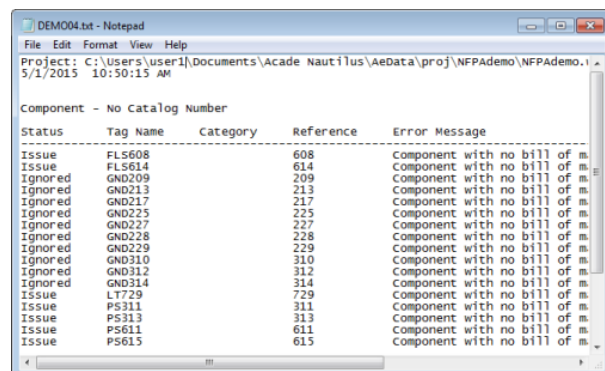 DEMO04.txt - Notepad
File Edit Format View Help
Project: C:\Users\user1\Documents\Acade Nautilus\AeData\proj\NFPAdemo\NFPAdemo.
5/1/2015 10:50:15 AM
Component - No Catalog Number
Status Tag Name Category Reference Error Message
Issue FLS608 608 Component with no bill of m
Issue FLS614 614 Component with no bill of m
Ignored GND209 209 Component with no bill of m
Ignored GND213 213 Component with no bill of m
Ignored GND217 217 Component with no bill of m
Ignored GND225 225 Component with no bill of m
Ignored GND227 227 Component with no bill of m
Ignored GND228 228 Component with no bill of m
Ignored GND229 229 Component with no bill of m
Ignored GND310 310 Component with no bill of m
Ignored GND312 312 Component with no bill of m
Ignored GND314 314 Component with no bill of m
Issue LT729 729 Component with no bill of m
Issue PS311 311 Component with no bill of m
Issue PS313 313 Component with no bill of m
Issue PS611 611 Component with no bill of m
Issue PS615 615 Component with no bill of m